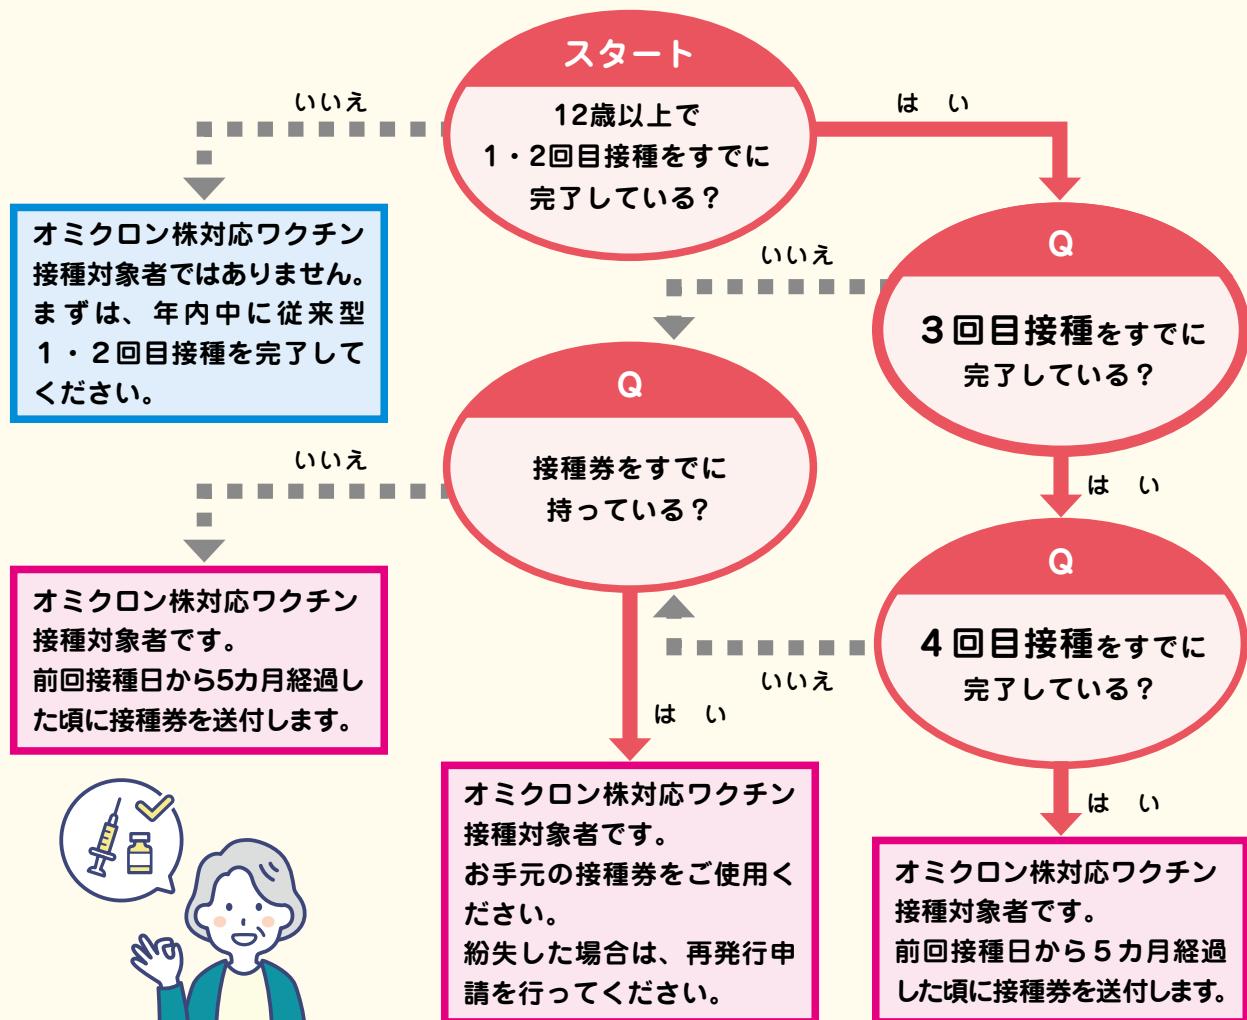 スタート
12歳以上で
1・2回目接種をすでに
完了している？
いいえ
は い
オミクロン株対応ワクチン
接種対象者ではありません。
まずは、年内中に従来型
１・２回目接種を完了して
ください。
Q
３回目接種をすでに
完了している？
いいえ
は い
Q
接種券をすでに
持っている？
いいえ
は い
Q
４回目接種をすでに
完了している？
いいえ
は い
オミクロン株対応ワクチン
接種対象者です。
前回接種日から5カ月経過し
た頃に接種券を送付します。
オミクロン株対応ワクチン
接種対象者です。
お手元の接種券をご使用く
ださい。
紛失した場合は、再発行申
請を行ってください。
オミクロン株対応ワクチン
接種対象者です。
前回接種日から５カ月経過
した頃に接種券を送付します。